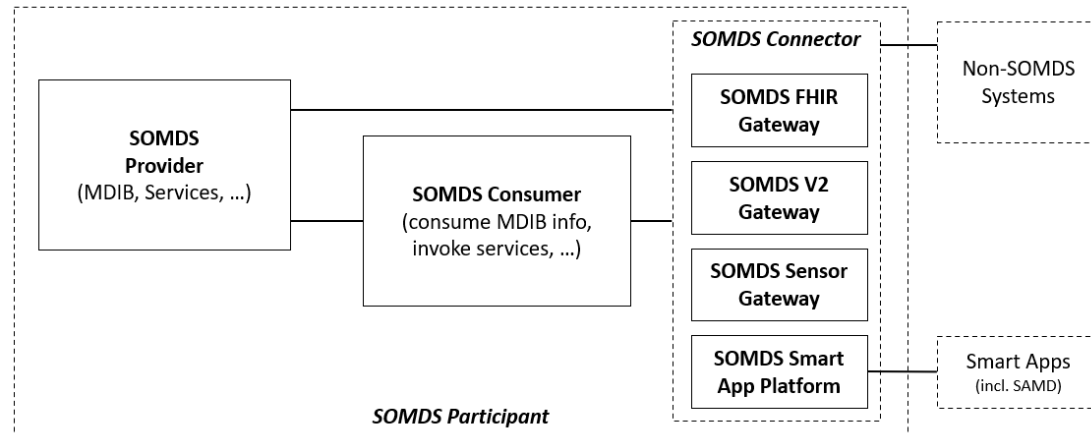 SOMDS
Provider
(MDIB, Services, …)
SOMDS Consumer
(consume MDIB info,
invoke services, …)
SOMDS Connector
SOMDS FHIR
Gateway
SOMDS V2
Gateway
SOMDS Sensor
Gateway
SOMDS Smart
App Platform
SOMDS Participant
Non-SOMDS
Systems
Smart Apps
(incl. SAMD)